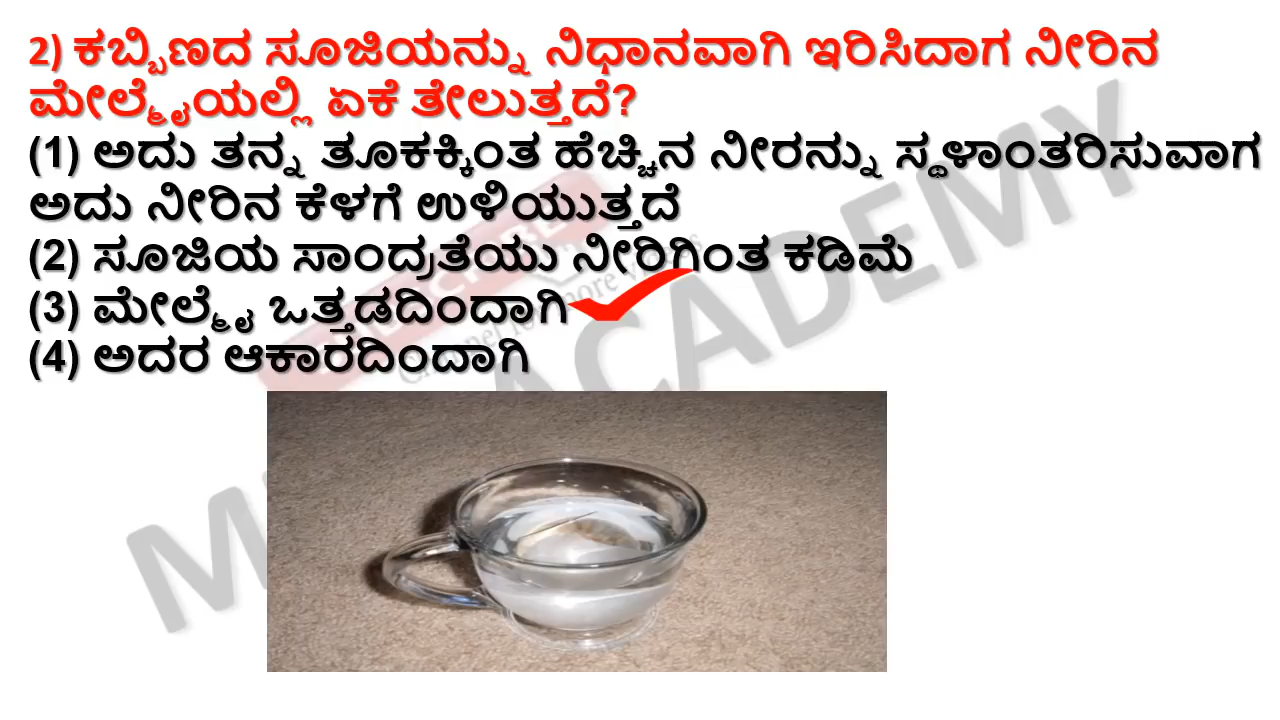 2) ಕಬ್ಬಿಣದ ಸೂಜಿಯನ್ನು ನಿಧಾನವಾಗಿ ಇರಿಸಿದಾಗ ನೀರಿನ
ಮೇಲ್ಮೈಯಲ್ಲಿ ಏಕೆ ತೇಲುತ್ತದೆ?
(1) ಅದು ತನ್ನ ತೂಕಕ್ಕಿಂತ ಹೆಚ್ಚಿನ ನೀರನ್ನು ಸ್ಥಳಾಂತರಿಸುವಾಗ
ಅದು ನೀರಿನ ಕೆಳಗೆ ಉಳಿಯುತ್ತದೆ
(2) ಸೂಜಿಯ ಸಾಂದ್ರತೆಯು ನೀರಿಗಿಂತ ಕಡಿಮೆ
(3) ಮೇಲ್ಮೈ ಒತ್ತಡದಿಂದಾಗಿ
(4) ಅದರ ಆಕಾರದಿಂದಾಗಿ
ACADEMY